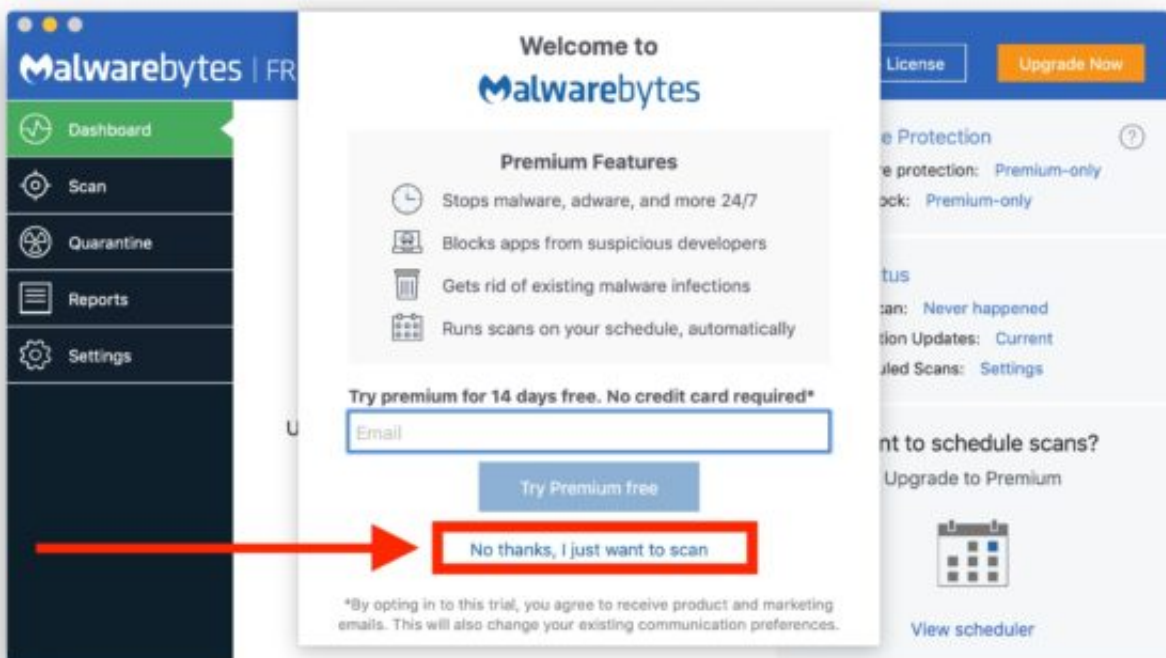 Malwarebytes | FR
License
Upgrade Now
Dashboard
Scan
Quarantine
Reports
Settings
U
Welcome to
Malwarebytes
Premium Features
Stops malware, adware, and more 24/7
Blocks apps from suspicious developers
Gets rid of existing malware infections
Runs scans on your schedule, automatically
Try premium for 14 days free. No credit card required*
Email
Try Premium free
No thanks, I just want to scan
*By opting in to this trial, you agree to receive product and marketing
emails. This will also change your existing communication preferences.
e Protection
e protection: Premium-only
ock: Premium-only
tus
can: Never happened
tion Updates: Current
uled Scans: Settings
nt to schedule scans?
Upgrade to Premium
View scheduler